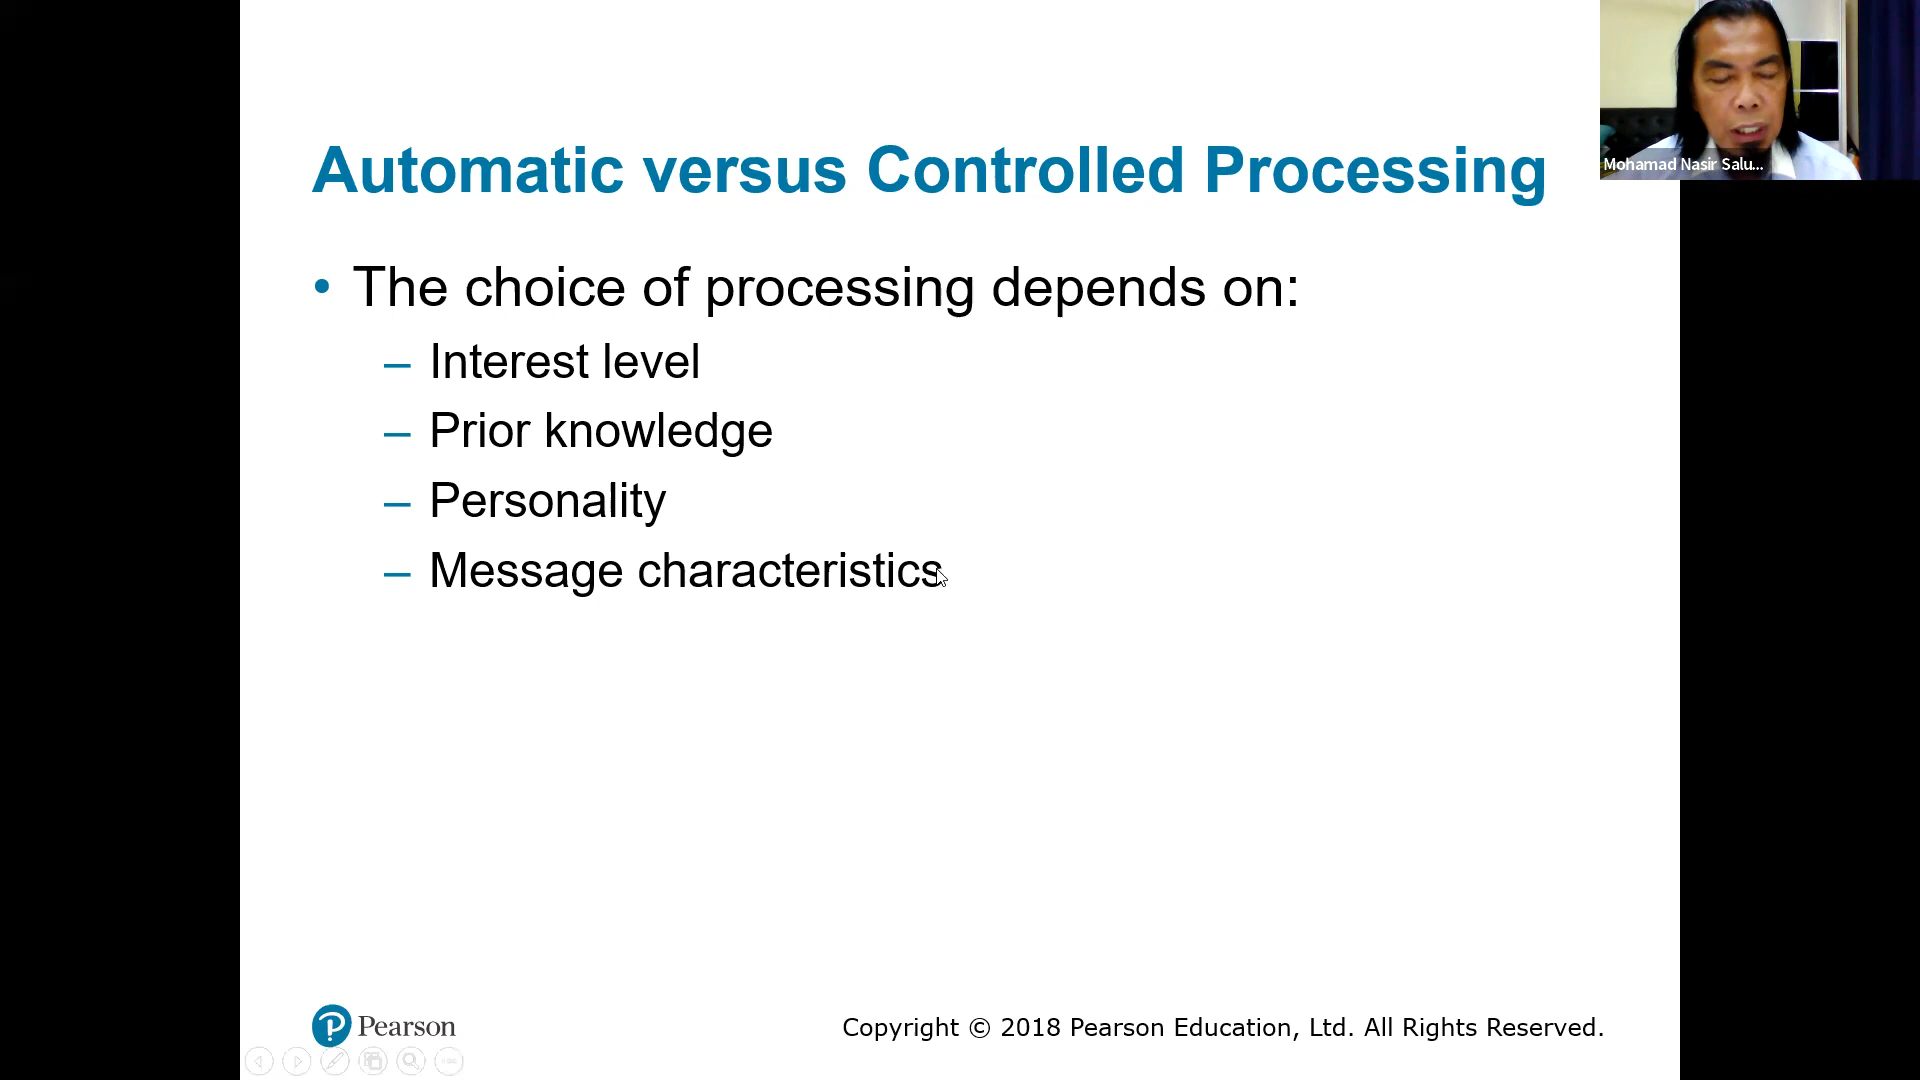 Automatic versus Controlled Processing
• The choice of processing depends on:
– Interest level
– Prior knowledge
– Personality
– Message characteristics
Mohamad Nasir Salu...
Pearson
Copyright © 2018 Pearson Education, Ltd. All Rights Reserved.